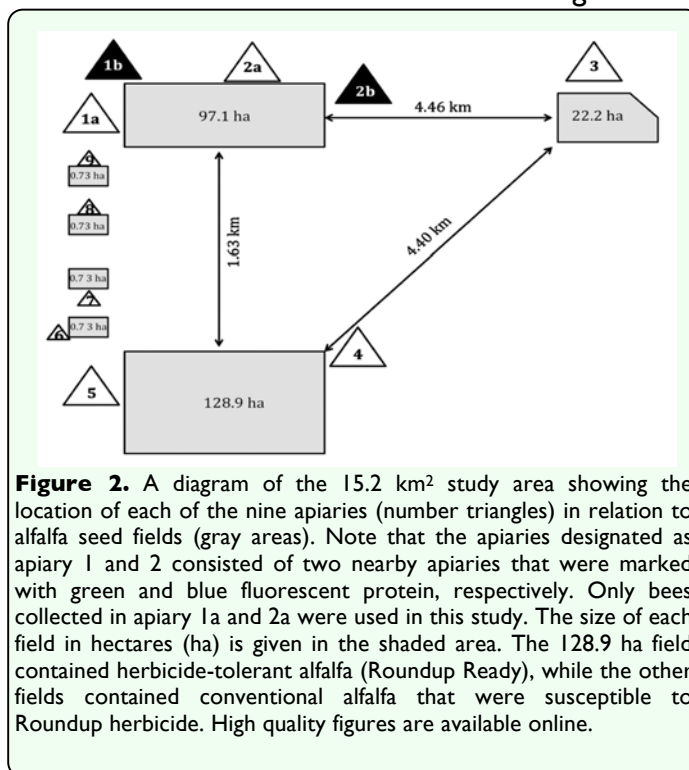 1b 2a 3
1a 97.1 ha 2b 4.46 km 22.2 ha
9
0.73 ha
8
0.73 ha
1.63 km 4.40 km
0.7 3 ha
7
6 0.7 3 ha
4
5 128.9 ha
Figure 2. A diagram of the 15.2 km² study area showing the
location of each of the nine apiaries (number triangles) in relation to
alfalfa seed fields (gray areas). Note that the apiaries designated as
apiary 1 and 2 consisted of two nearby apiaries that were marked
with green and blue fluorescent protein, respectively. Only bees
collected in apiary 1a and 2a were used in this study. The size of each
field in hectares (ha) is given in the shaded area. The 128.9 ha field
contained herbicide-tolerant alfalfa (Roundup Ready), while the other
fields contained conventional alfalfa that were susceptible to
Roundup herbicide. High quality figures are available online.